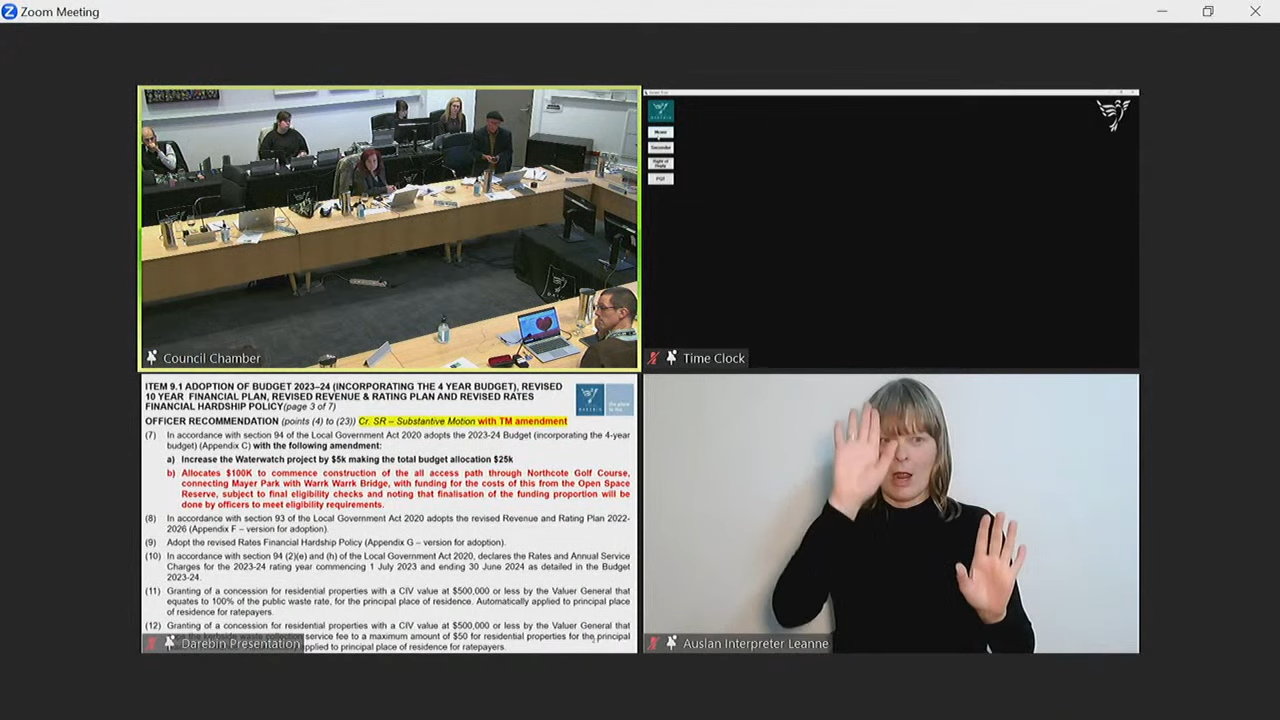 Zoom Meeting
Council Chamber
Move
Seconder
Right of
Reply
Time Clock
ITEM 9.1 ADOPTION OF BUDGET 2023–24 (INCORPORATING THE 4 YEAR BUDGET), REVISED
10 YEAR FINANCIAL PLAN, REVISED REVENUE & RATING PLAN AND REVISED RATES
FINANCIAL HARDSHIP POLICY(page 3 of 7)
DAREBIN
OFFICER RECOMMENDATION (points (4) to (23)) Cr. SR – Substantive Motion with TM amendment
(7) In accordance with section 94 of the Local Government Act 2020 adopts the 2023-24 Budget (incorporating the 4-year
budget) (Appendix C) with the following amendment:
a) Increase the Waterwatch project by $5k making the total budget allocation $25k
b) Allocates $100K to commence construction of the all access path through Northcote Golf Course,
connecting Mayer Park with Warrk Warrk Bridge, with funding for the costs of this from the Open Space
Reserve, subject to final eligibility checks and noting that finalisation of the funding proportion will be
done by officers to meet eligibility requirements.
(8) In accordance with section 93 of the Local Government Act 2020 adopts the revised Revenue and Rating Plan 2022-
2026 (Appendix F – version for adoption).
(9) Adopt the revised Rates Financial Hardship Policy (Appendix G – version for adoption).
(10) In accordance with section 94 (2)(e) and (h) of the Local Government Act 2020, declares the Rates and Annual Service
Charges for the 2023-24 rating year commencing 1 July 2023 and ending 30 June 2024 as detailed in the Budget
2023-24.
(11) Granting of a concession for residential properties with a CIV value at $500,000 or less by the Valuer General that
equates to 100% of the public waste rate, for the principal place of residence. Automatically applied to principal place
of residence for ratepayers.
(12) Granting of a concession for residential properties with a CIV value at $500,000 or less by the Valuer General that
service fee to a maximum amount of $50 for residential properties for the principal
applied to principal place of residence for ratepayers.
Darebin Presentation
Auslan Interpreter Leanne